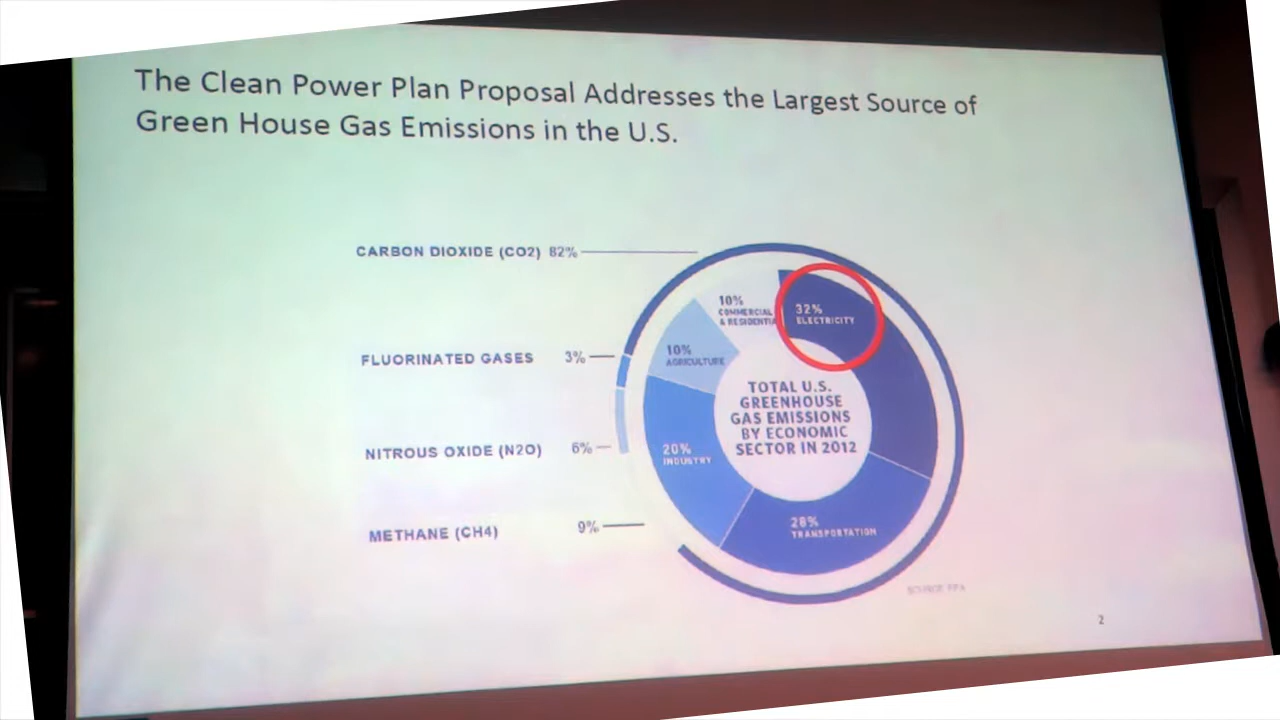 The Clean Power Plan Proposal Addresses the Largest Source of
Green House Gas Emissions in the U.S.
CARBON DIOXIDE (CO2) 82%
FLUORINATED GASES 3%
NITROUS OXIDE (N2O) 6%
METHANE (CH4) 9%
10%
COMMERCIAL
& RESIDENTIAL
32%
ELECTRICITY
10%
AGRICULTURE
20%
INDUSTRY
28%
TRANSPORTATION
TOTAL U.S.
GREENHOUSE
GAS EMISSIONS
BY ECONOMIC
SECTOR IN 2012
SOURCE: EPA
2